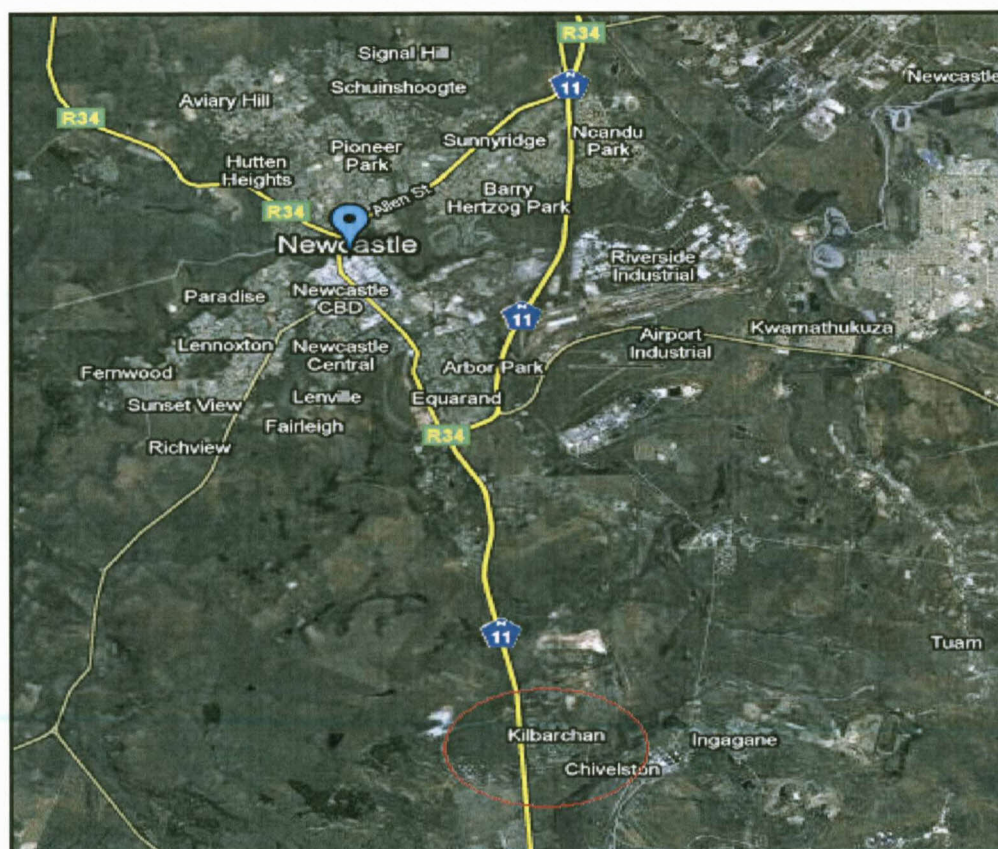 R34
Signal Hill
11
Newcastle
Schuinshoogte
Aviary Hill
R34
Sunnyridge
Ncandu
Park
Pioneer
Park
Hutten
Heights
Allen St
Barry
Hertzog Park
R34
Newcastle
Riverside
Industrial
Paradise
Newcastle
CBD
11
Airport
Industrial
Kwamathukuza
Lennoxton
Newcastle
Central
Arbor Park
Fernwood
Sunset View
Lenville
Equarand
Fairleigh
Richview
R34
11
Tuam
Kilbarchan
Ingagane
Chivelston